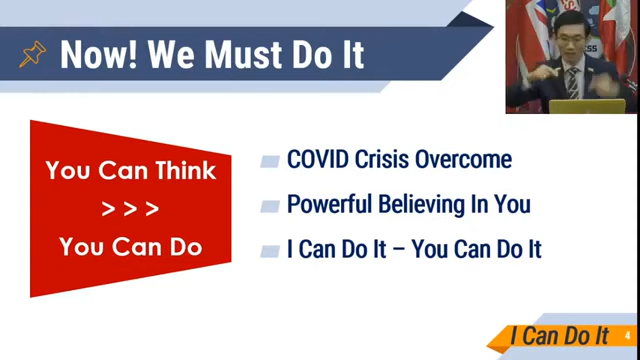 Now! We Must Do It
You Can Think
> > >
You Can Do
COVID Crisis Overcome
Powerful Believing In You
I Can Do It – You Can Do It
I Can Do It
4